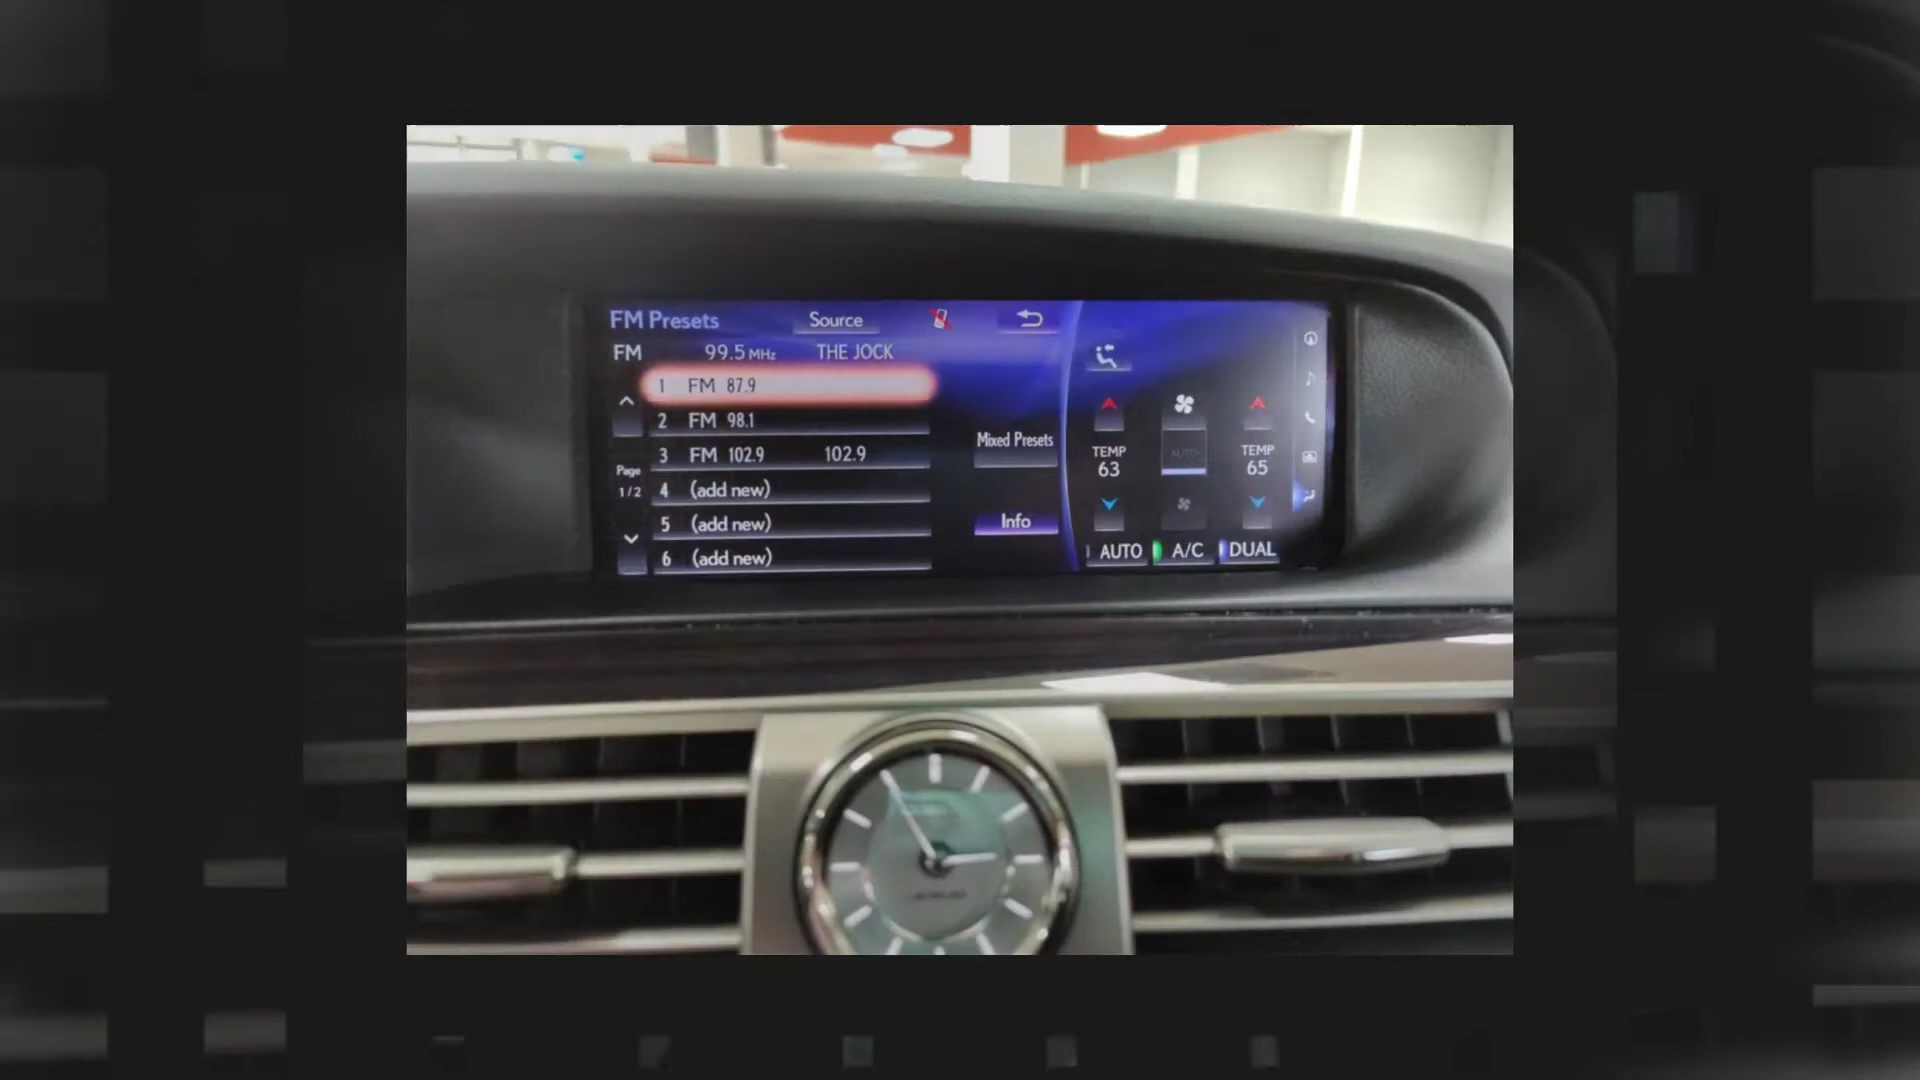 FM Presets Source
FM 99.5 MHz THE JOCK
1 FM 87.9
2 FM 98.1
3 FM 102.9 102.9
Page
1/2
4 (add new)
5 (add new)
6 (add new)
Mixed Presets
Info
TEMP
63
AUTO
TEMP
65
AUTO A/C DUAL